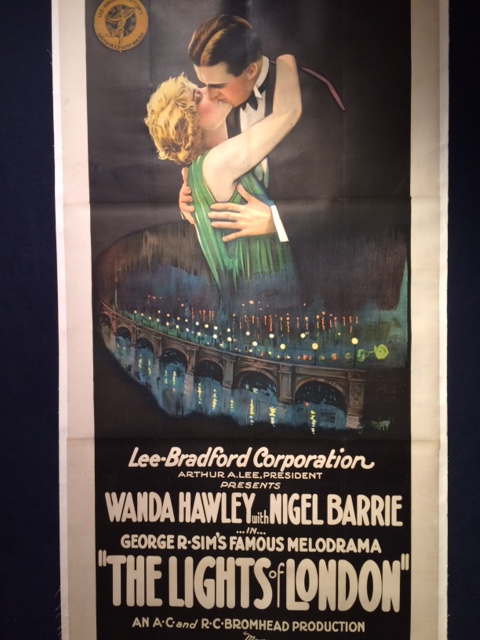 Lee-Bradford Corporation
ARTHUR A. LEE, PRESIDENT
PRESENTS
WANDA HAWLEY with NIGEL BARRIE
...IN...
GEORGE R·SIM'S FAMOUS MELODRAMA
"THE LIGHTS of LONDON"
AN A·C·and R·C·BROMHEAD PRODUCTION